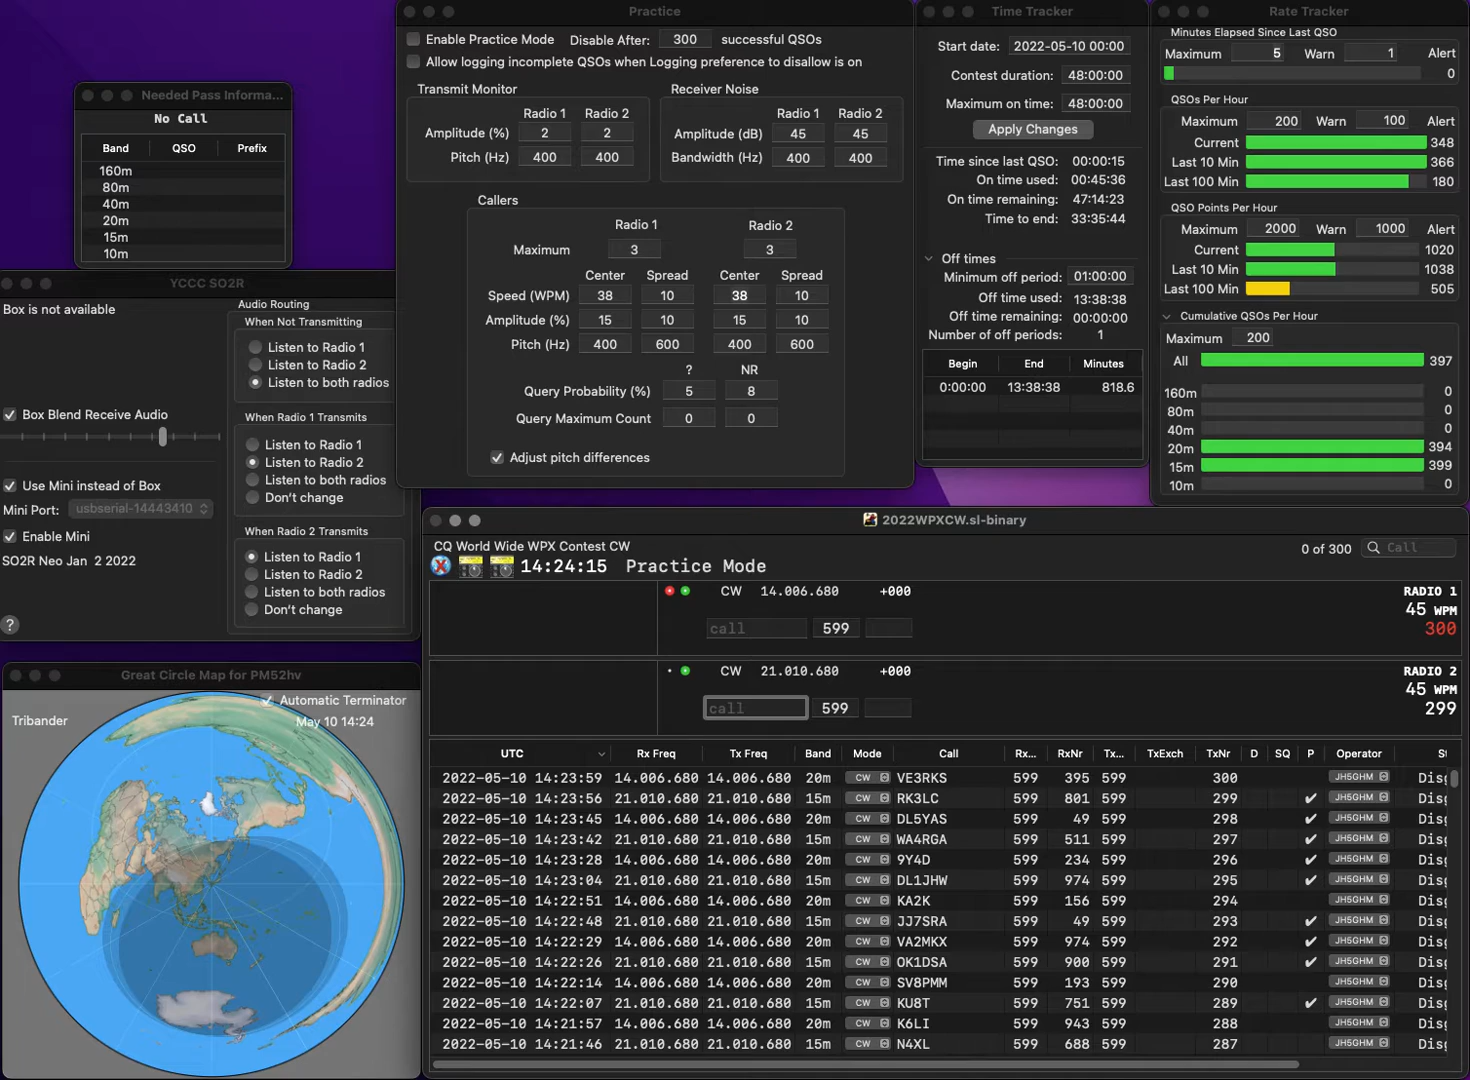 Needed Pass Informa...
No Call
Band QSO Prefix
160m
80m
40m
20m
15m
10m
YCCC SO2R
Box is not available
Box Blend Receive Audio
Use Mini instead of Box
Mini Port: usbserial-14443410
Enable Mini
SO2R Neo Jan 2 2022
?
Audio Routing
When Not Transmitting
Listen to Radio 1
Listen to Radio 2
Listen to both radios
When Radio 1 Transmits
Listen to Radio 1
Listen to Radio 2
Listen to both radios
Don't change
When Radio 2 Transmits
Listen to Radio 1
Listen to Radio 2
Listen to both radios
Don't change
Great Circle Map for PM52hv
Automatic Terminator
Tribander
May 10 14:24
Practice
Enable Practice Mode Disable After: 300 successful QSOs
Allow logging incomplete QSOs when Logging preference to disallow is on
Transmit Monitor
Radio 1 Radio 2
Amplitude (%) 2 2
Pitch (Hz) 400 400
Receiver Noise
Radio 1 Radio 2
Amplitude (dB) 45 45
Bandwidth (Hz) 400 400
Callers
Radio 1 Radio 2
Maximum 3 3
Center Spread Center Spread
Speed (WPM) 38 10 38 10
Amplitude (%) 15 10 15 10
Pitch (Hz) 400 600 400 600
? NR
Query Probability (%) 5 8
Query Maximum Count 0 0
Adjust pitch differences
Time Tracker
Start date: 2022-05-10 00:00
Contest duration: 48:00:00
Maximum on time: 48:00:00
Apply Changes
Time since last QSO: 00:00:15
On time used: 00:45:36
On time remaining: 47:14:23
Time to end: 33:35:44
Off times
Minimum off period: 01:00:00
Off time used: 13:38:38
Off time remaining: 00:00:00
Number of off periods: 1
Begin End Minutes
0:00:00 13:38:38 818.6
Rate Tracker
Minutes Elapsed Since Last QSO
Maximum 5 Warn 1 Alert
0
QSOs Per Hour
Maximum 200 Warn 100 Alert
Current 348
Last 10 Min 366
Last 100 Min 180
QSO Points Per Hour
Maximum 2000 Warn 1000 Alert
Current 1020
Last 10 Min 1038
Last 100 Min 505
Cumulative QSOs Per Hour
Maximum 200
All 397
160m 0
80m 0
40m 0
20m 394
15m 399
10m 0
2022WPXCW.sl-binary
CQ World Wide WPX Contest CW
0 of 300 Call
14:24:15 Practice Mode
CW 14.006.680 +000 RADIO 1
45 WPM
call 599 300
CW 21.010.680 +000 RADIO 2
45 WPM
call 599 299
UTC Rx Freq Tx Freq Band Mode Call Rx... RxNr Tx... TxExch TxNr D SQ P Operator
2022-05-10 14:23:59 14.006.680 14.006.680 20m CW VE3RKS 599 395 599 300 JH5GHM Dis
2022-05-10 14:23:56 21.010.680 21.010.680 15m CW RK3LC 599 801 599 299 ✔ JH5GHM Dis
2022-05-10 14:23:45 21.010.680 21.010.680 15m CW DL5YAS 599 49 599 298 ✔ JH5GHM Dis
2022-05-10 14:23:42 21.010.680 21.010.680 15m CW WA4RGA 599 511 599 297 ✔ JH5GHM Dis
2022-05-10 14:23:28 14.006.680 14.006.680 20m CW 9Y4D 599 234 599 296 ✔ JH5GHM Dis
2022-05-10 14:23:04 21.010.680 21.010.680 15m CW DL1JHW 599 974 599 295 ✔ JH5GHM Dis
2022-05-10 14:22:51 14.006.680 14.006.680 20m CW KA2K 599 156 599 294 JH5GHM Dis
2022-05-10 14:22:48 21.010.680 21.010.680 15m CW JJ7SRA 599 49 599 293 ✔ JH5GHM Dis
2022-05-10 14:22:29 14.006.680 14.006.680 20m CW VA2MKX 599 974 599 292 ✔ JH5GHM Dis
2022-05-10 14:22:26 21.010.680 21.010.680 15m CW OK1DSA 599 900 599 291 ✔ JH5GHM Dis
2022-05-10 14:22:14 14.006.680 14.006.680 20m CW SV8PMM 599 193 599 290 JH5GHM Dis
2022-05-10 14:22:07 21.010.680 21.010.680 15m CW KU8T 599 751 599 289 ✔ JH5GHM Dis
2022-05-10 14:21:57 14.006.680 14.006.680 20m CW K6LI 599 943 599 288 JH5GHM Dis
2022-05-10 14:21:46 21.010.680 21.010.680 15m CW N4XL 599 688 599 287 JH5GHM Dis